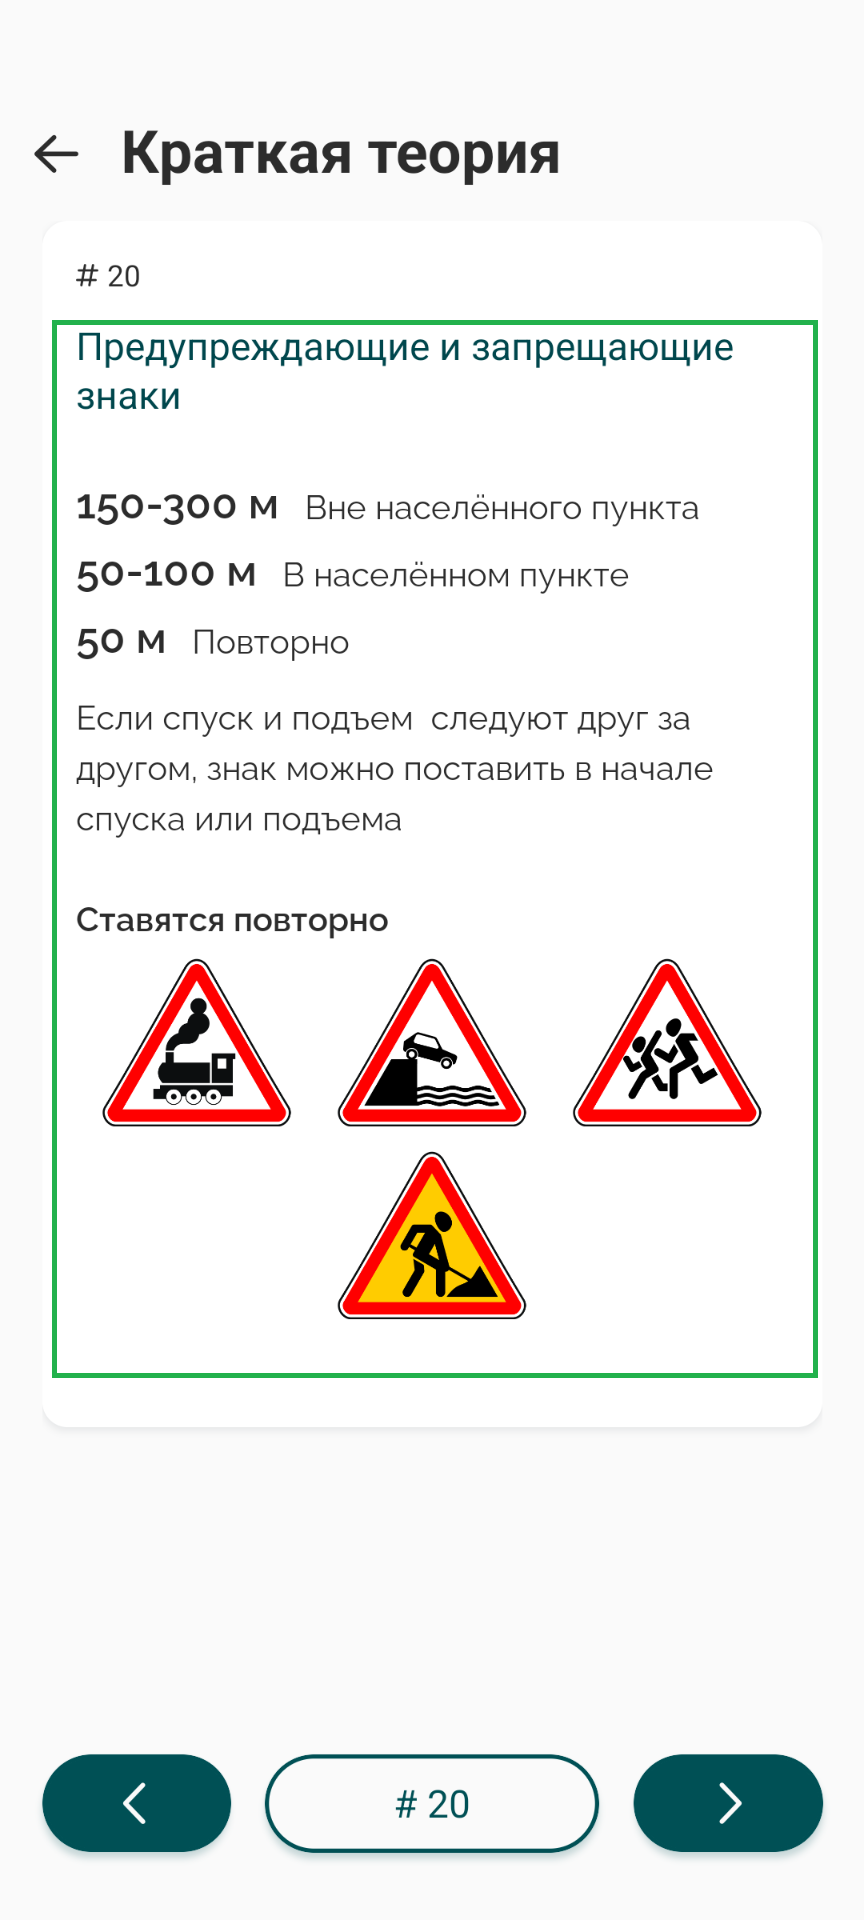 Краткая теория
# 20
Предупреждающие и запрещающие
знаки
150-300 м Вне населённого пункта
50-100 м В населённом пункте
50 м Повторно
Если спуск и подъем следуют друг за
другом, знак можно поставить в начале
спуска или подъема
Ставятся повторно
# 20